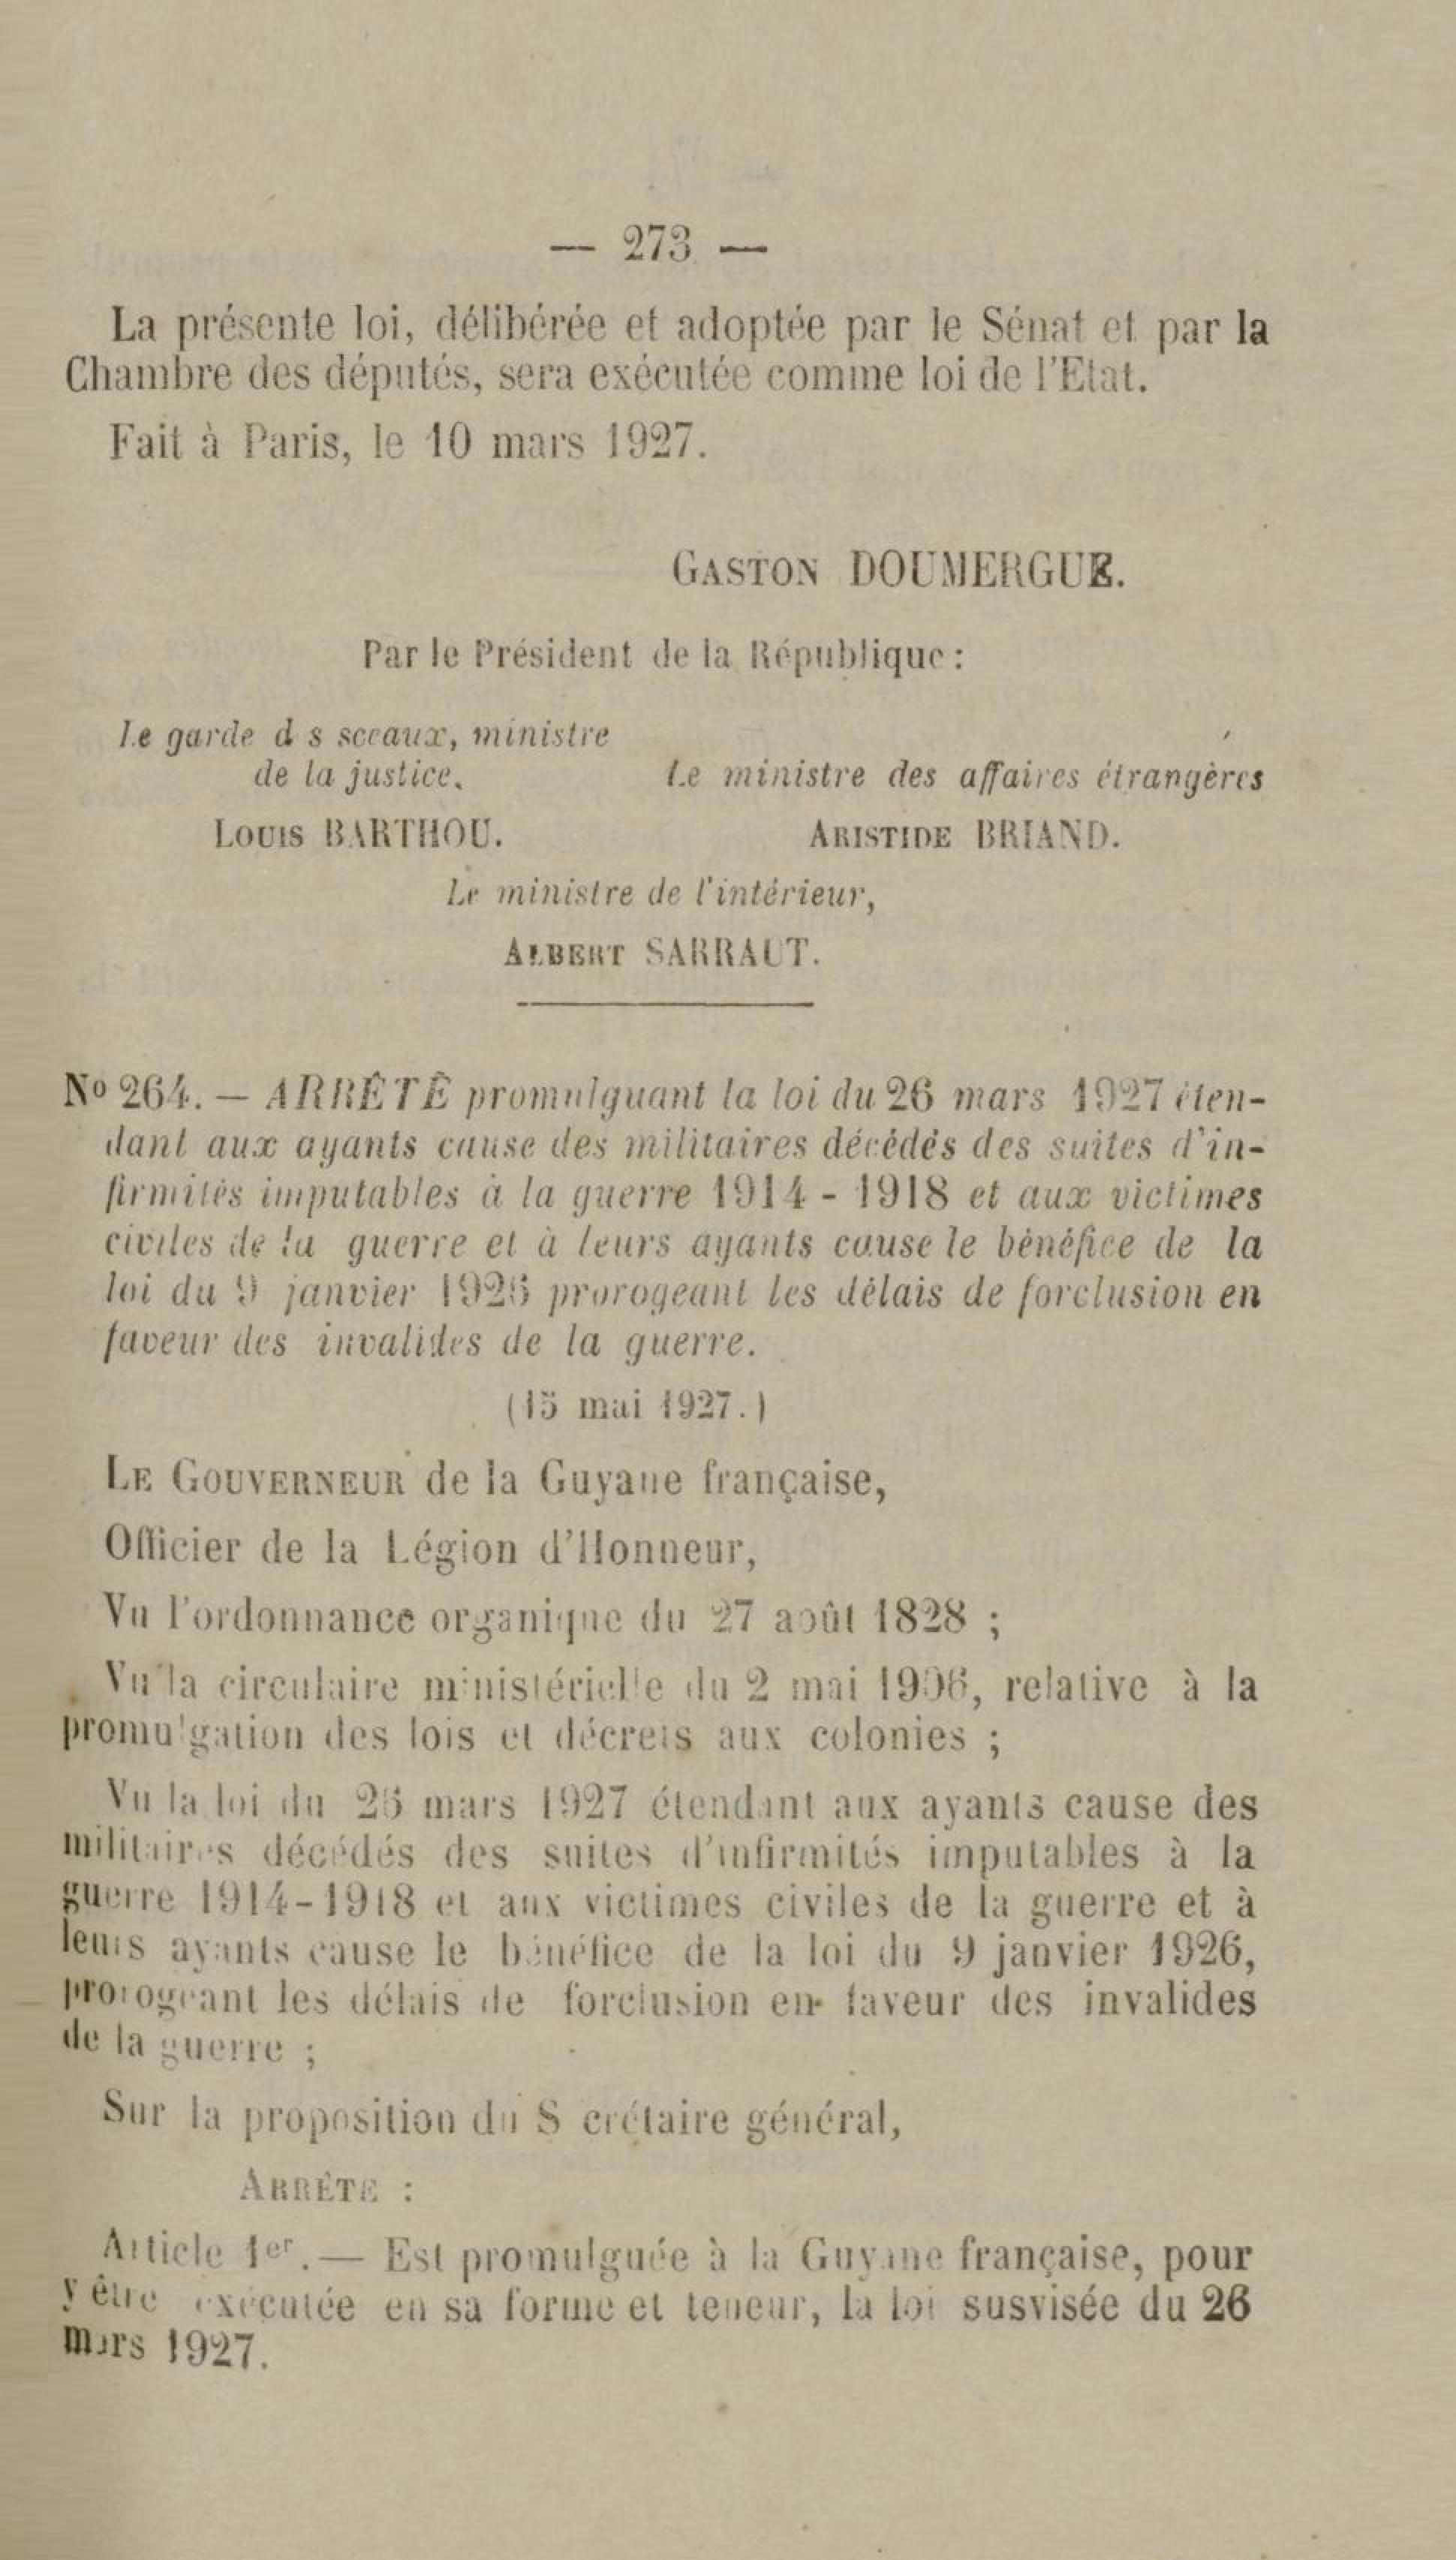 — 273 —
La présente loi, délibérée et adoptée par le Sénat et par la
Chambre des députés, sera exécutée comme loi de l'Etat.
Fait à Paris, le 10 mars 1927.
GASTON DOUMERGUE.
Par le Président de la République :
Le garde d s sceaux, ministre
de la justice,
Le ministre des affaires étrangères
LOUIS BARTHOU.
ARISTIDE BRIAND.
Le ministre de l'intérieur,
ALBERT SARRAUT.
No 264. — ARRÊTÉ promulguant la loi du 26 mars 1927 éten-
dant aux ayants cause des militaires décédés des suites d'in-
firmités imputables à la guerre 1914 - 1918 et aux victimes
civiles de la guerre et à leurs ayants cause le bénéfice de la
loi du 9 janvier 1926 prorogeant les délais de forclusion en
faveur des invalides de la guerre.
(15 mai 1927.)
LE GOUVERNEUR de la Guyane française,
Officier de la Légion d'Honneur,
Vu l'ordonnance organique du 27 août 1828 ;
Vu la circulaire ministérielle du 2 mai 1906, relative à la
promulgation des lois et décrets aux colonies ;
Vu la loi du 26 mars 1927 étendant aux ayants cause des
militaires décédés des suites d'infirmités imputables à la
guerre 1914-1918 et aux victimes civiles de la guerre et à
leurs ayants cause le bénéfice de la loi du 9 janvier 1926,
prorogeant les délais de forclusion en faveur des invalides
de la guerre ;
Sur la proposition du S crétaire général,
ARRÊTE :
Article 1er. — Est promulguée à la Guyane française, pour
y être exécutée en sa forme et teneur, la loi susvisée du 26
mars 1927.